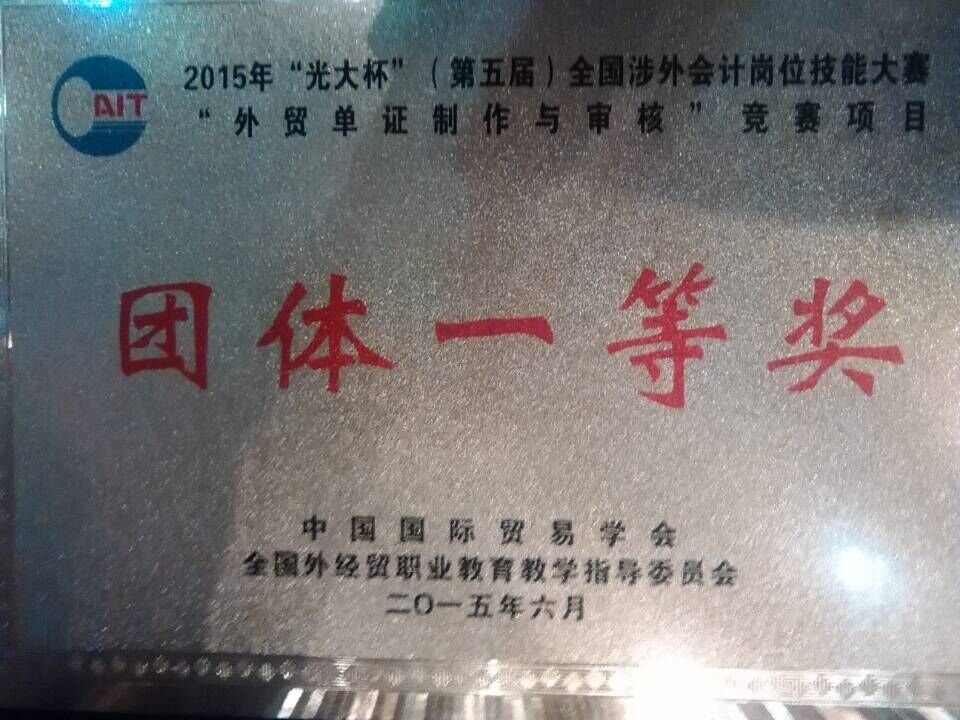 CAIT
2015年“光大杯”（第五届）全国涉外会计岗位技能大赛
“外贸单证制作与审核”竞赛项目
团体一等奖
中国国际贸易学会
全国外经贸职业教育教学指导委员会
二〇一五年六月